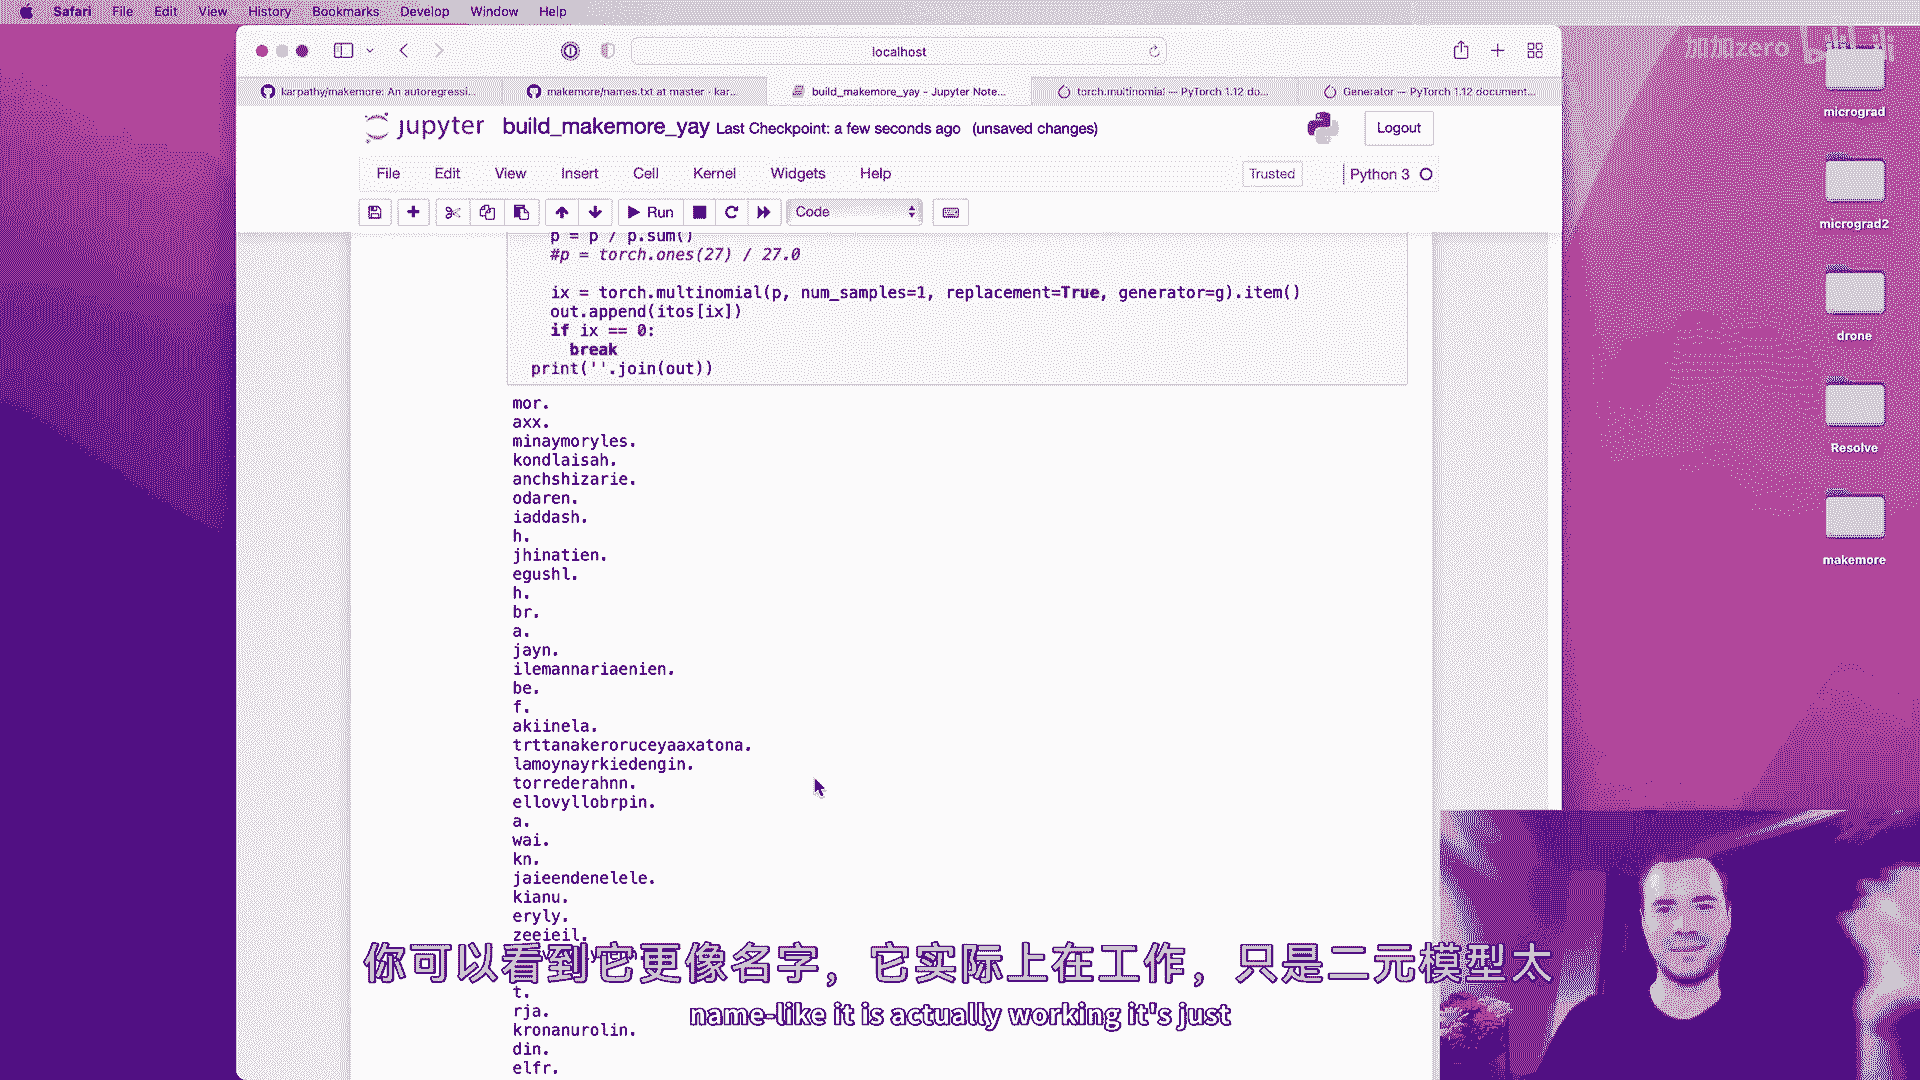 Safari File Edit View History Bookmarks Develop Window Help
localhost
karpathy/makemore: An autoregressi...
makemore/names.txt at master · kar...
build_makemore_yay - Jupyter Note...
torch.multinomial — PyTorch 1.12 do...
Generator — PyTorch 1.12 document...
jupyter build_makemore_yay Last Checkpoint: a few seconds ago (unsaved changes)
Logout
File Edit View Insert Cell Kernel Widgets Help
Trusted
Python 3
Run
Code
p = p / p.sum()
#p = torch.ones(27) / 27.0
ix = torch.multinomial(p, num_samples=1, replacement=True, generator=g).item()
out.append(itos[ix])
if ix == 0:
break
print(''.join(out))
mor.
axx.
minaymoryles.
kondlaisah.
anchshizarie.
odaren.
iaddash.
h.
jhinatien.
egushl.
h.
br.
a.
jayn.
ilemannariaenien.
be.
f.
akiinela.
trttanakeroruceyaaxatona.
lamoynayrkiedengin.
torrederahnn.
ellovyllobrpin.
a.
wai.
kn.
jaieendenelele.
kianu.
eryly.
zeeieil.
t.
rja.
kronanurolin.
din.
elfr.
你可以看到它更像名字，它实际上在工作，只是二元模型太
name-like it is actually working it's just
加加zero
bilibili
micrograd
micrograd2
drone
Resolve
makemore